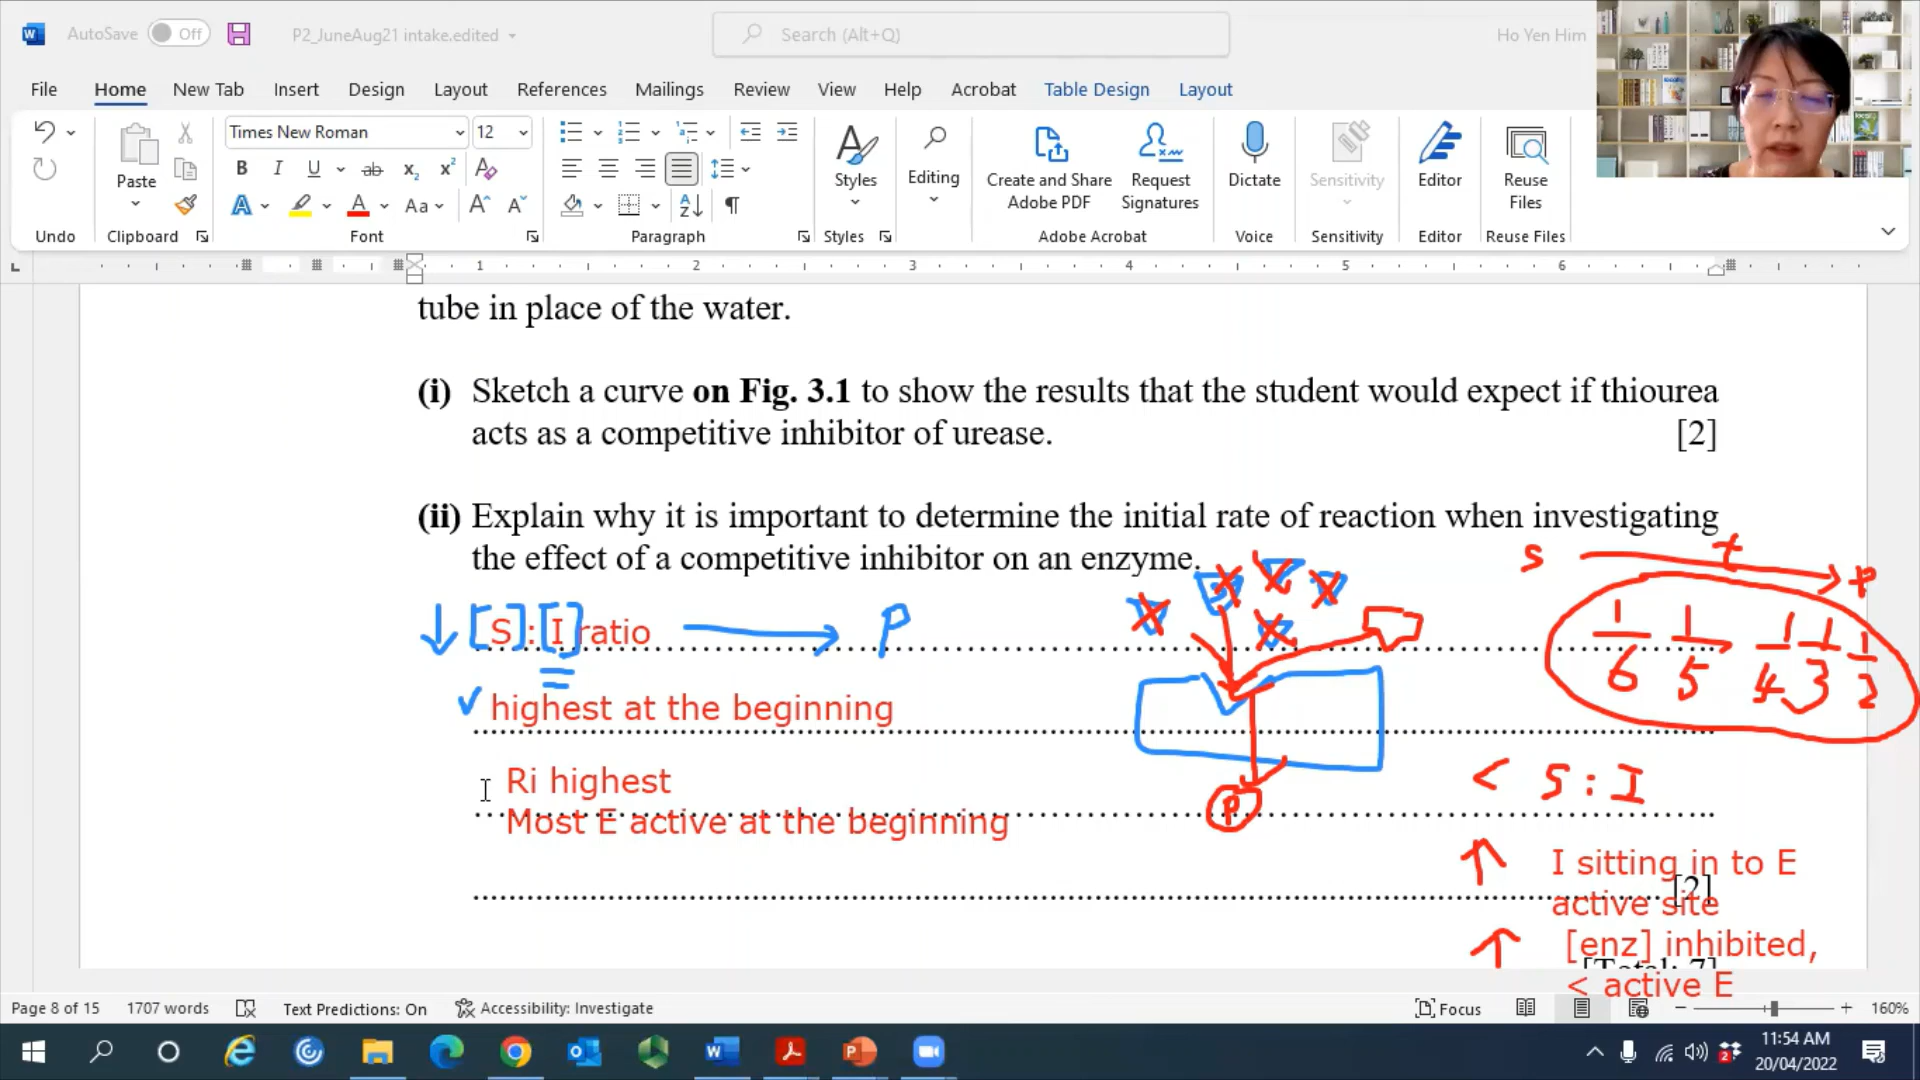 AutoSave Off P2_JuneAug21 intake.edited Search (Alt+Q) Ho Yen Him
File Home New Tab Insert Design Layout References Mailings Review View Help Acrobat Table Design Layout
Times New Roman 12
Paste Styles Editing Create and Share Adobe PDF Request Signatures Dictate Sensitivity Editor Reuse Files
Undo Clipboard Font Paragraph Styles Adobe Acrobat Voice Sensitivity Editor Reuse Files
1 2 3 4 5 6
tube in place of the water.
(i) Sketch a curve on Fig. 3.1 to show the results that the student would expect if thiourea
acts as a competitive inhibitor of urease. [2]
(ii) Explain why it is important to determine the initial rate of reaction when investigating
the effect of a competitive inhibitor on an enzyme.
S t P
↓ [S]:[I] ratio → P
1/6 1/5 1/4 1/3 1/2
✓ highest at the beginning
Ri highest
< S : I
P
Most E active at the beginning
↑ I sitting in to E
[2]
active site
↑ [enz] inhibited,
[Total: 7]
< active E
Page 8 of 15 1707 words Text Predictions: On Accessibility: Investigate Focus 160%
11:54 AM
20/04/2022